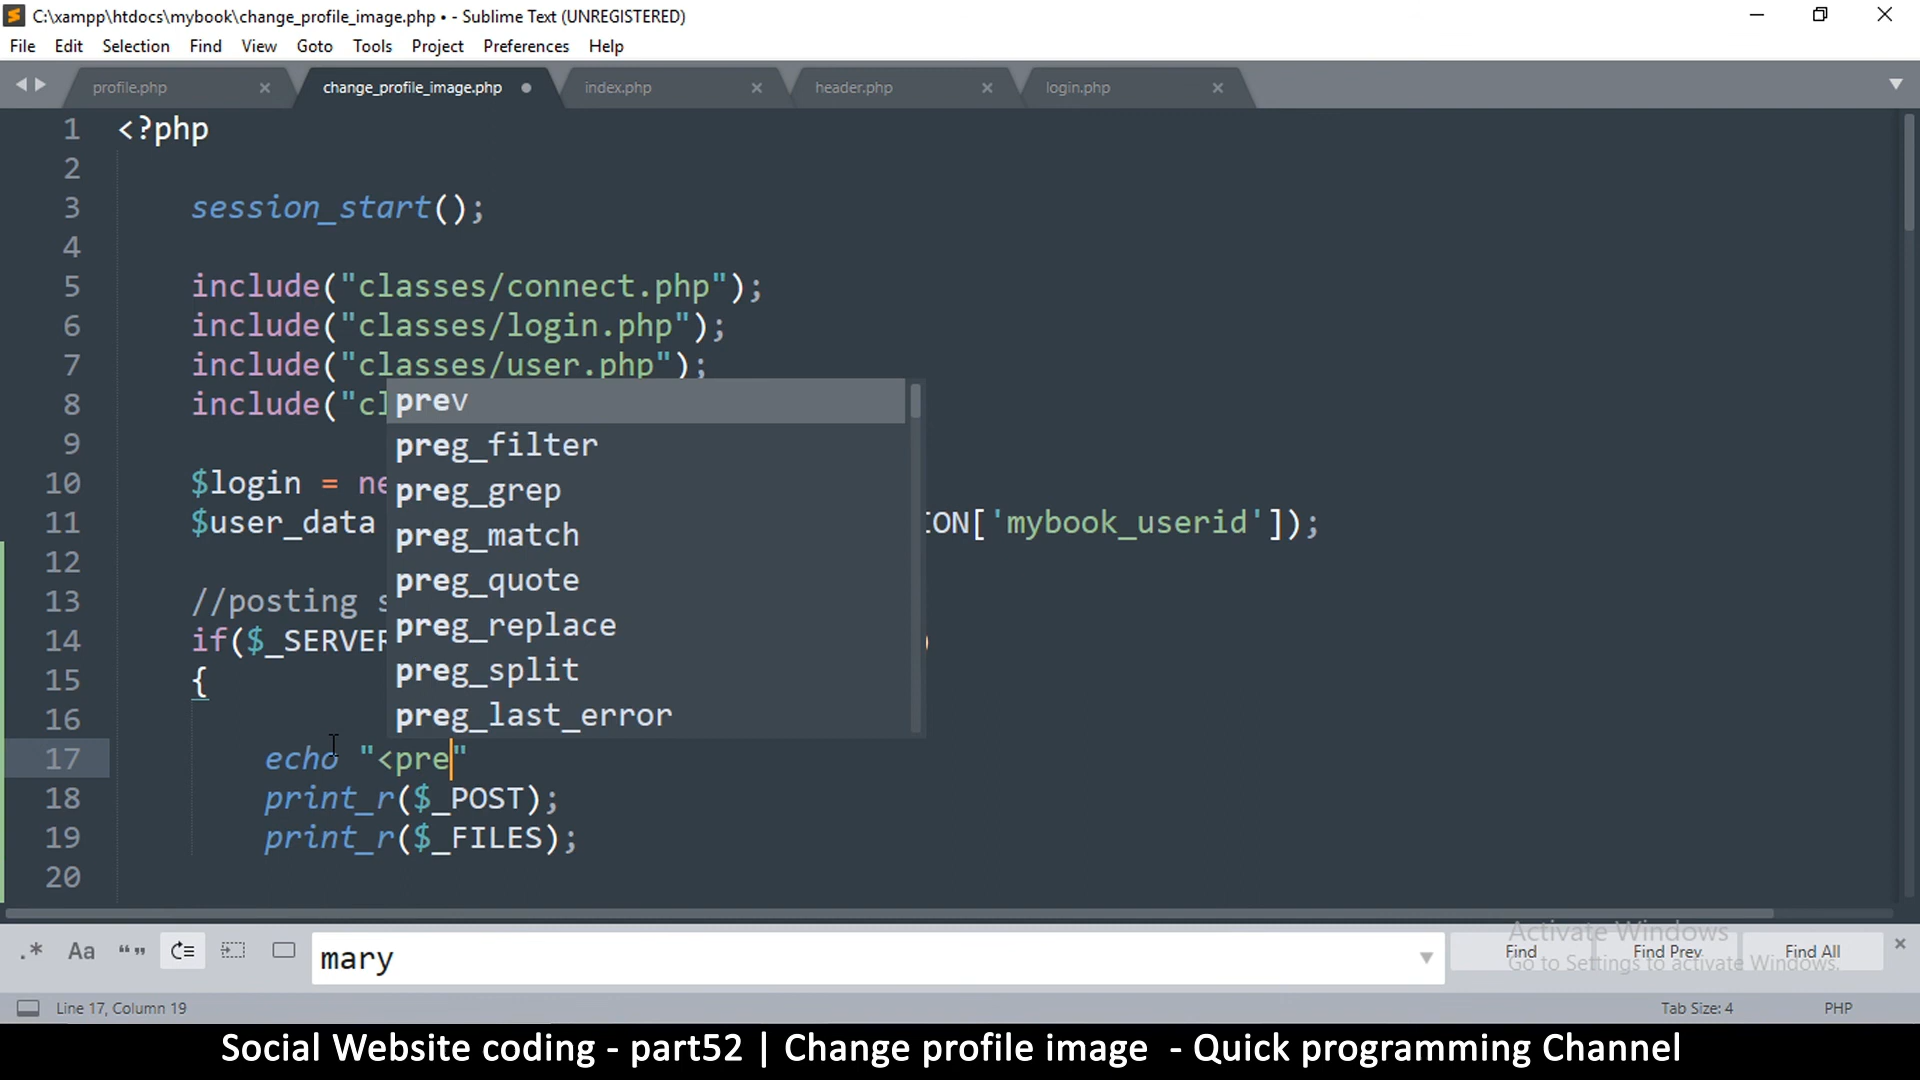 C:\xampp\htdocs\mybook\change_profile_image.php • - Sublime Text (UNREGISTERED)
File Edit Selection Find View Goto Tools Project Preferences Help
profile.php change_profile_image.php index.php header.php login.php
1 <?php
2
3 session_start();
4
5 include("classes/connect.php");
6 include("classes/login.php");
7 include("classes/user.php");
8 include("cl
9
10 $login = ne
11 $user_data ION['mybook_userid']);
12
13 //posting s
14 if($_SERVER )
15 {
16
17 echo "<pre"
18 print_r($_POST);
19 print_r($_FILES);
20
prev
preg_filter
preg_grep
preg_match
preg_quote
preg_replace
preg_split
preg_last_error
.* Aa “” mary Find Find Prev Find All
Activate Windows
Go to Settings to activate Windows.
Line 17, Column 19 Tab Size: 4 PHP
Social Website coding - part52 | Change profile image - Quick programming Channel